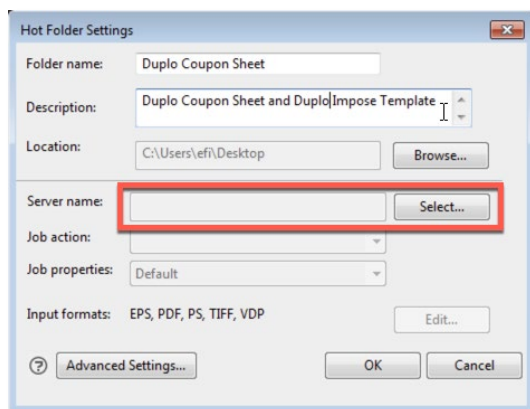 Hot Folder Settings
Folder name: Duplo Coupon Sheet
Description: Duplo Coupon Sheet and Duplo Impose Template
Location: C:\Users\efi\Desktop Browse...
Server name: Select...
Job action:
Job properties: Default
Input formats: EPS, PDF, PS, TIFF, VDP Edit...
? Advanced Settings... OK Cancel